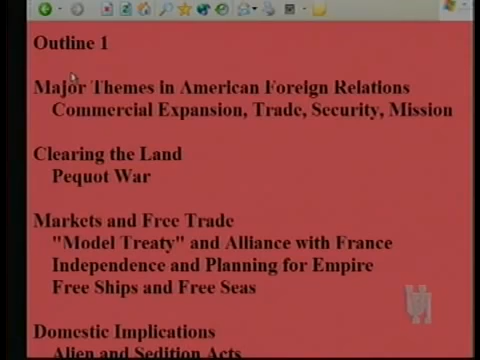 Outline 1
Major Themes in American Foreign Relations
Commercial Expansion, Trade, Security, Mission
Clearing the Land
Pequot War
Markets and Free Trade
"Model Treaty" and Alliance with France
Independence and Planning for Empire
Free Ships and Free Seas
Domestic Implications
Alien and Sedition Acts